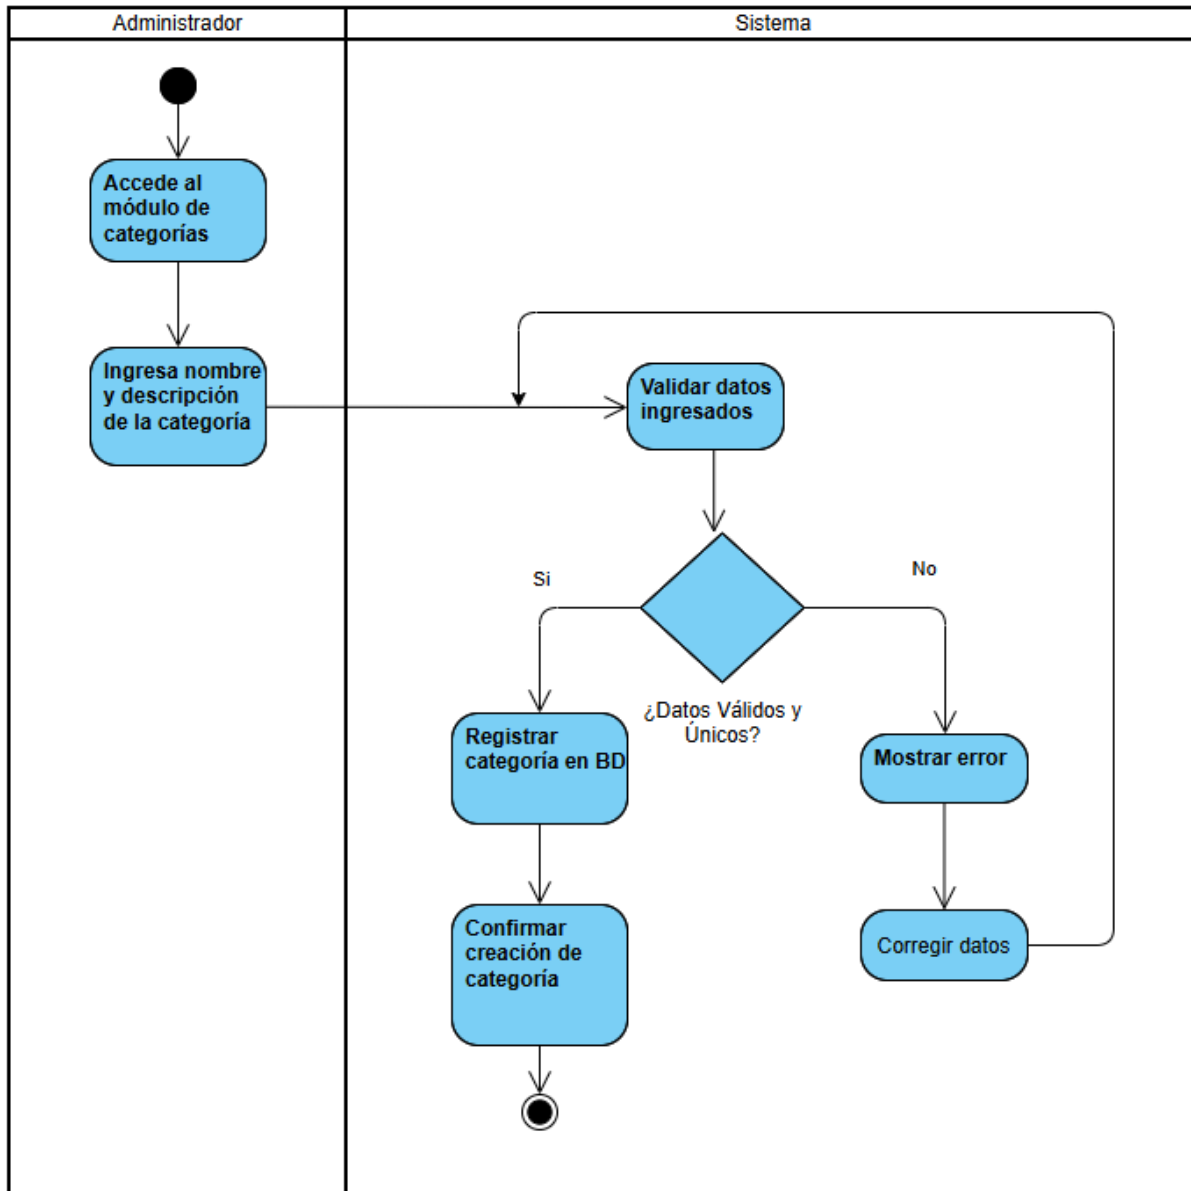 Administrador
Sistema
Accede al
módulo de
categorías
Ingresa nombre
y descripción
de la categoría
Validar datos
ingresados
Si
No
¿Datos Válidos y
Únicos?
Registrar
categoría en BD
Mostrar error
Confirmar
creación de
categoría
Corregir datos